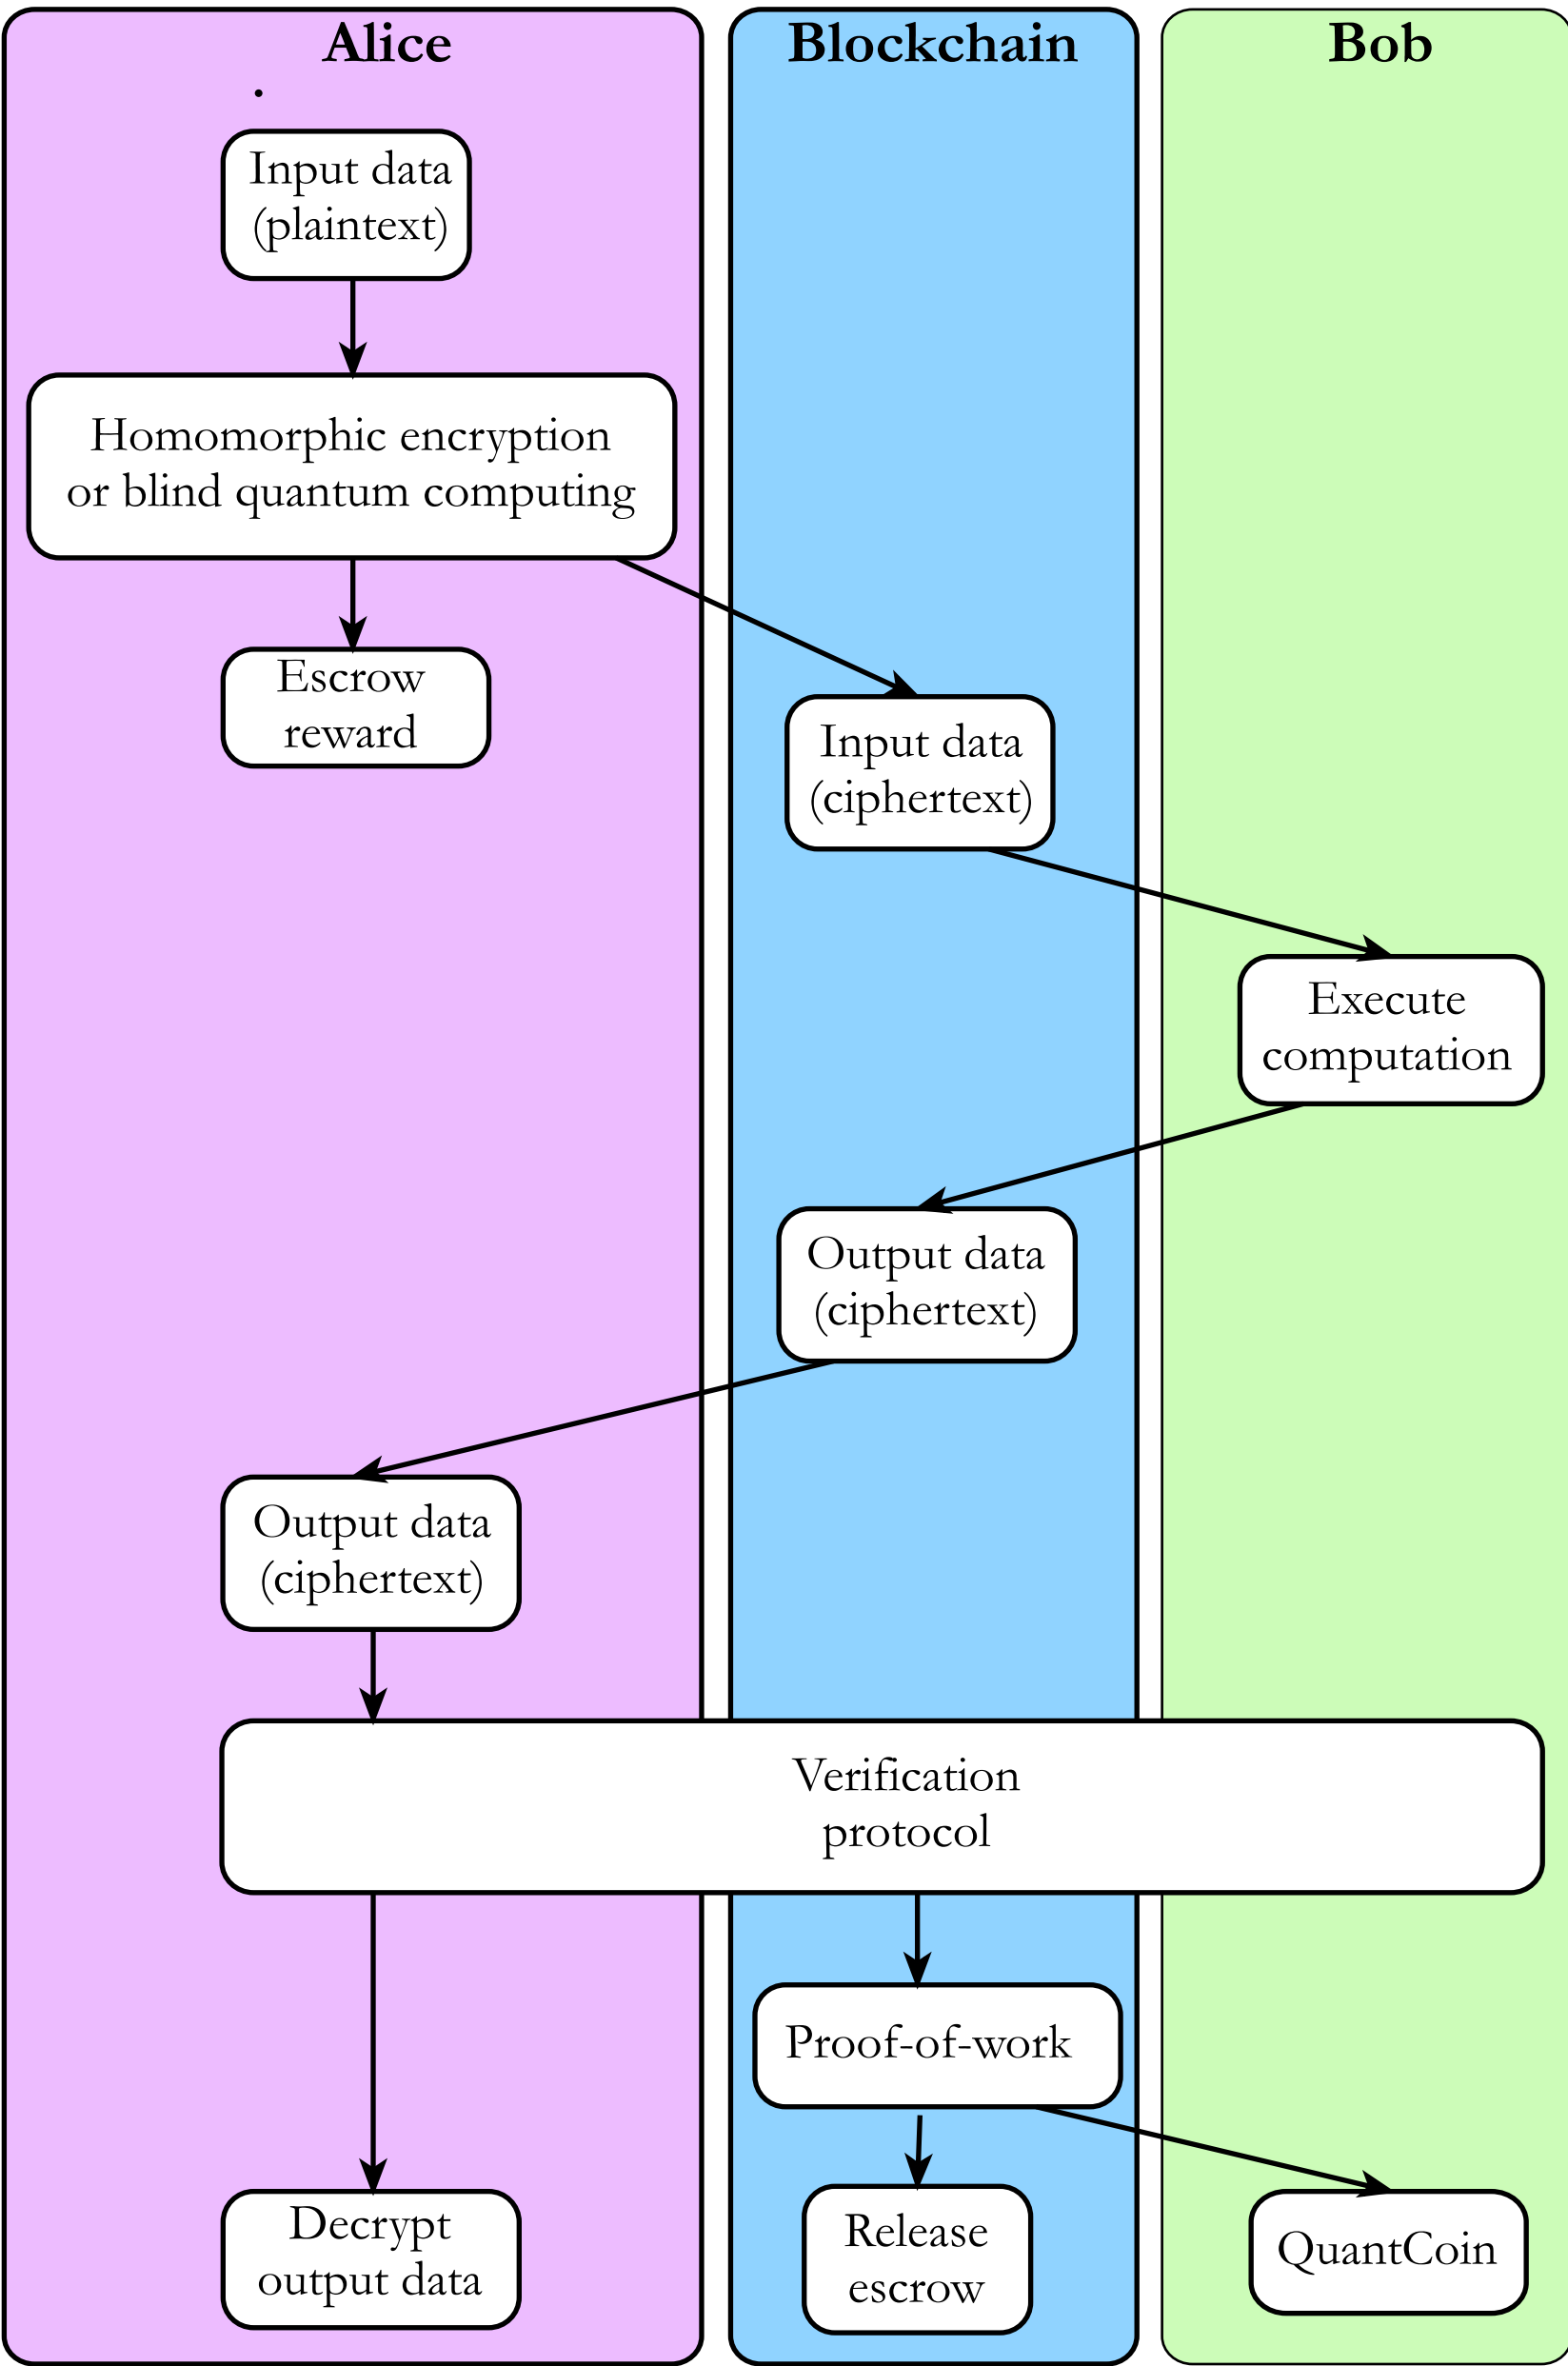 Alice
Blockchain
Bob
.
Input data
(plaintext)
Homomorphic encryption
or blind quantum computing
Escrow
reward
Input data
(ciphertext)
Execute
computation
Output data
(ciphertext)
Output data
(ciphertext)
Verification
protocol
Proof-of-work
Decrypt
output data
Release
escrow
QuantCoin